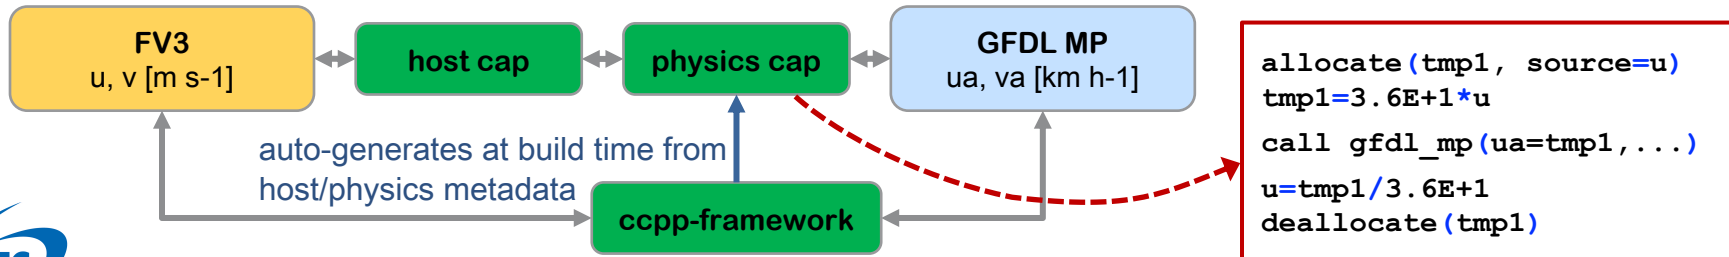 FV3
u, v [m s-1]
host cap
physics cap
GFDL MP
ua, va [km h-1]
auto-generates at build time from
host/physics metadata
ccpp-framework
allocate(tmp1, source=u)
tmp1=3.6E+1*u
call gfdl_mp(ua=tmp1,...)
u=tmp1/3.6E+1
deallocate(tmp1)